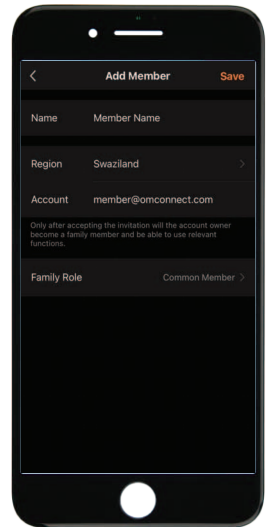 Add Member Save
Name Member Name
Region Swaziland
Account member@omconnect.com
Only after accepting the invitation will the account owner
become a family member and be able to use relevant
functions.
Family Role Common Member